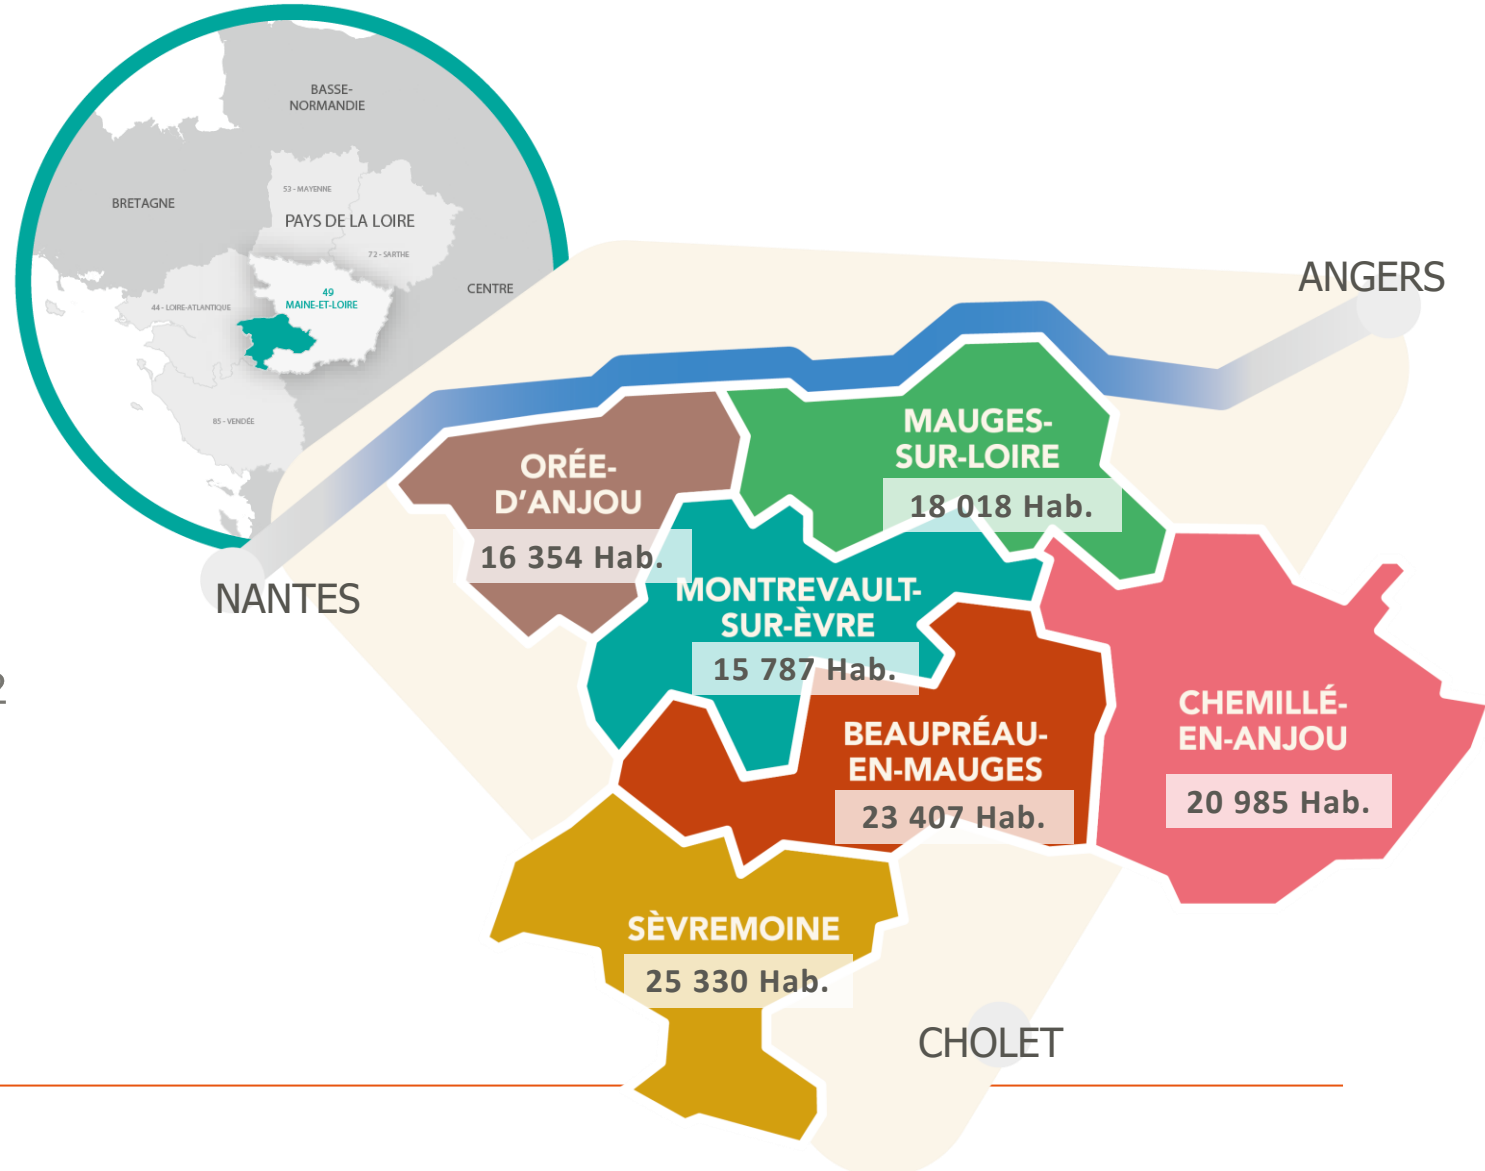 BASSE-
NORMANDIE
BRETAGNE
53 - MAYENNE
PAYS DE LA LOIRE
72 - SARTHE
CENTRE
49
MAINE-ET-LOIRE
44 - LOIRE-ATLANTIQUE
85 - VENDÉE
ANGERS
NANTES
MAUGES-
SUR-LOIRE
18 018 Hab.
ORÉE-
D'ANJOU
16 354 Hab.
MONTREVAULT-
SUR-ÈVRE
15 787 Hab.
2
CHEMILLÉ-
EN-ANJOU
20 985 Hab.
BEAUPRÉAU-
EN-MAUGES
23 407 Hab.
SÈVREMOINE
25 330 Hab.
CHOLET